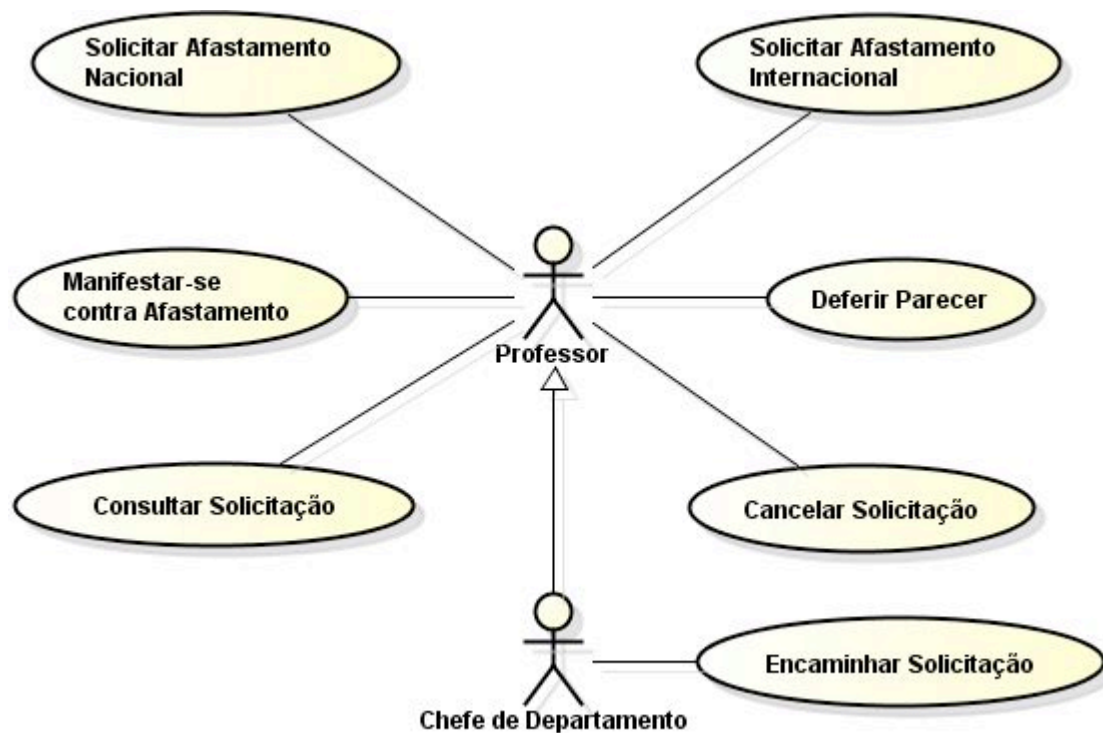 Solicitar Afastamento
Nacional
Solicitar Afastamento
Internacional
Manifestar-se
contra Afastamento
Deferir Parecer
Professor
Consultar Solicitação
Cancelar Solicitação
Encaminhar Solicitação
Chefe de Departamento